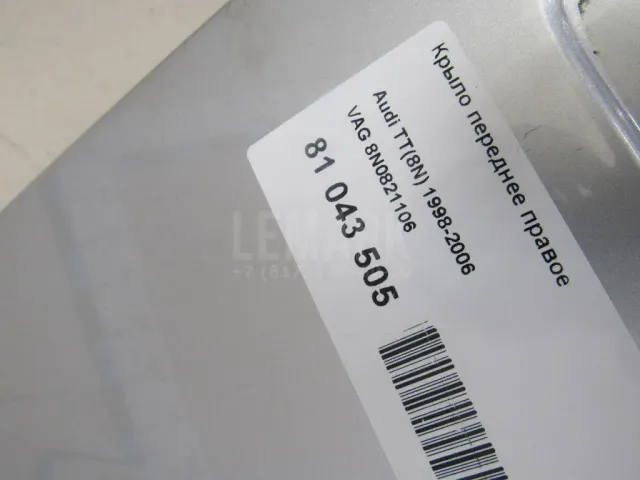 Крыло переднее правое
Audi TT(8N) 1998-2006
VAG 8N0821106
81 043 505